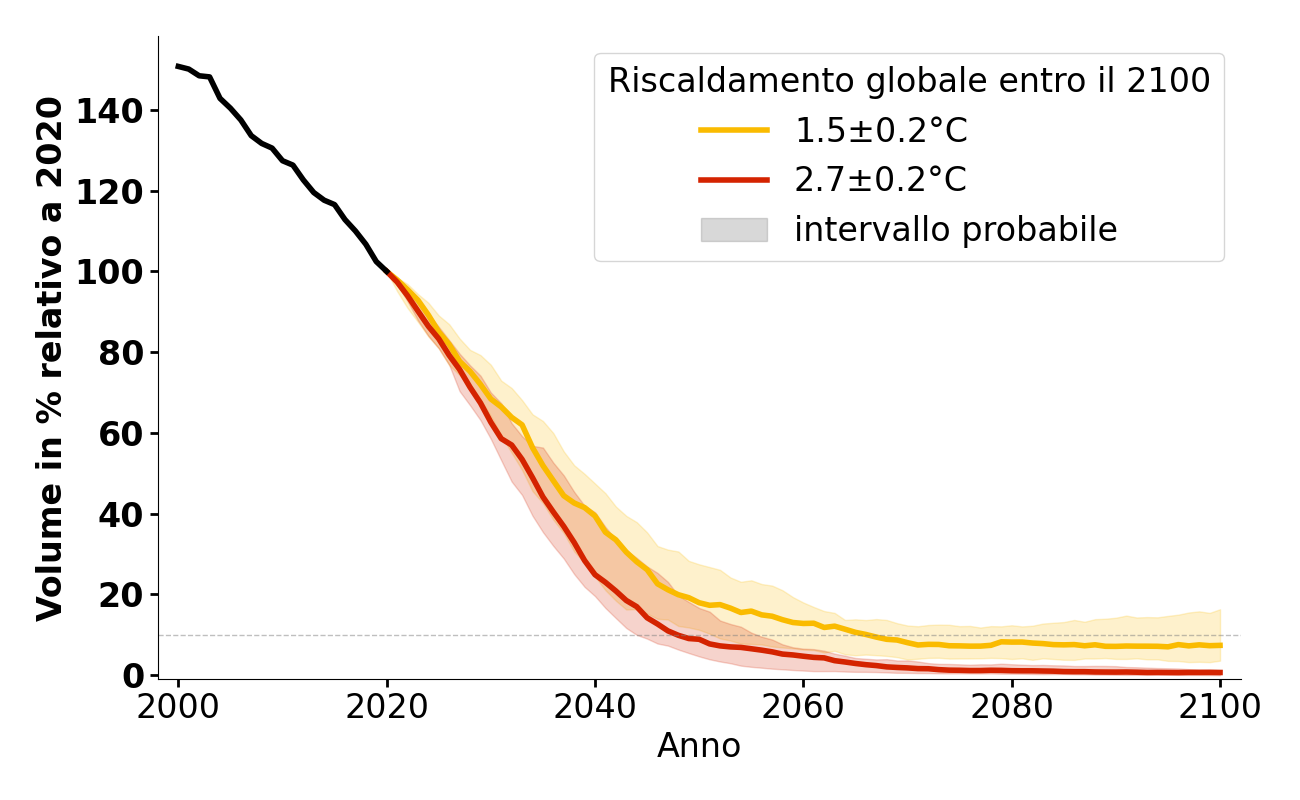 Riscaldamento globale entro il 2100
1.5±0.2°C
2.7±0.2°C
intervallo probabile
Volume in % relativo a 2020
140
120
100
80
60
40
20
0
2000 2020 2040 2060 2080 2100
Anno